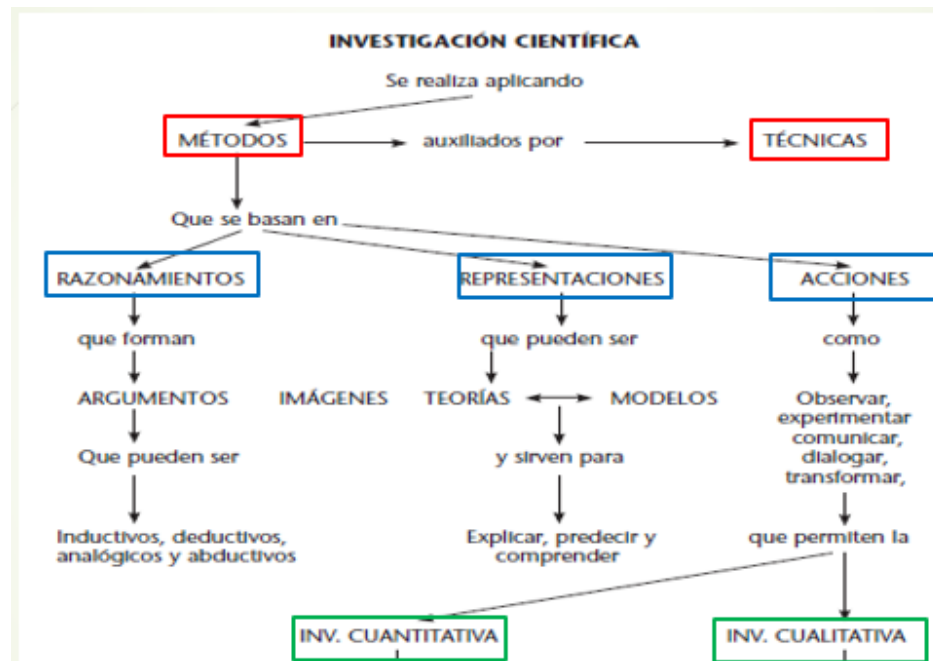 INVESTIGACIÓN CIENTÍFICA
Se realiza aplicando
MÉTODOS auxiliados por TÉCNICAS
Que se basan en
RAZONAMIENTOS REPRESENTACIONES ACCIONES
que forman que pueden ser como
ARGUMENTOS IMÁGENES TEORÍAS MODELOS Observar,
experimentar
comunicar,
Que pueden ser y sirven para dialogar,
transformar,
Inductivos, deductivos, Explicar, predecir y que permiten la
analógicos y abductivos comprender
INV. CUANTITATIVA INV. CUALITATIVA